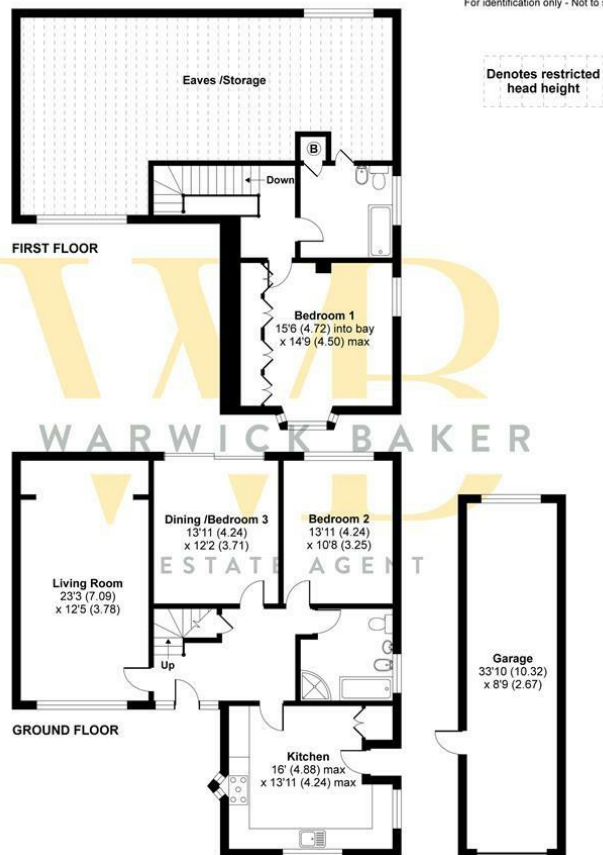 For identification only - Not to s
Eaves /Storage
Denotes restricted
head height
B
Down
FIRST FLOOR
Bedroom 1
15'6 (4.72) into bay
x 14'9 (4.50) max
WB
WARWICK BAKER
ESTATE AGENT
Dining /Bedroom 3
13'11 (4.24)
x 12'2 (3.71)
Bedroom 2
13'11 (4.24)
x 10'8 (3.25)
Living Room
23'3 (7.09)
x 12'5 (3.78)
Up
Garage
33'10 (10.32)
x 8'9 (2.67)
GROUND FLOOR
Kitchen
16' (4.88) max
x 13'11 (4.24) max